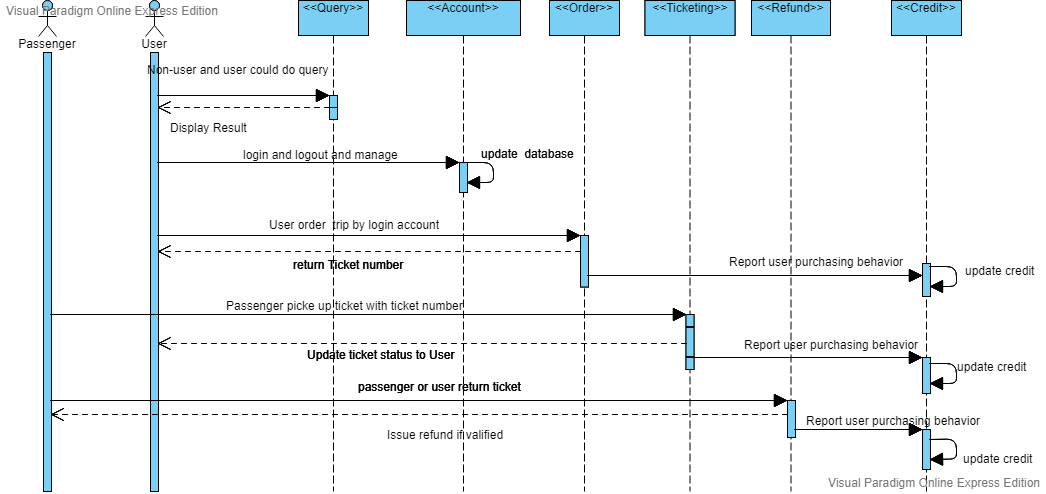 Visual Paradigm Online Express Edition
<<Query>>
<<Account>>
<<Order>>
<<Ticketing>>
<<Refund>>
<<Credit>>
Passenger
User
Non-user and user could do query
Display Result
login and logout and manage
update database
User order trip by login account
return Ticket number
Report user purchasing behavior
update credit
Passenger picke up ticket with ticket number
Update ticket status to User
Report user purchasing behavior
update credit
passenger or user return ticket
Issue refund if valified
Report user purchasing behavior
update credit
Visual Paradigm Online Express Edition